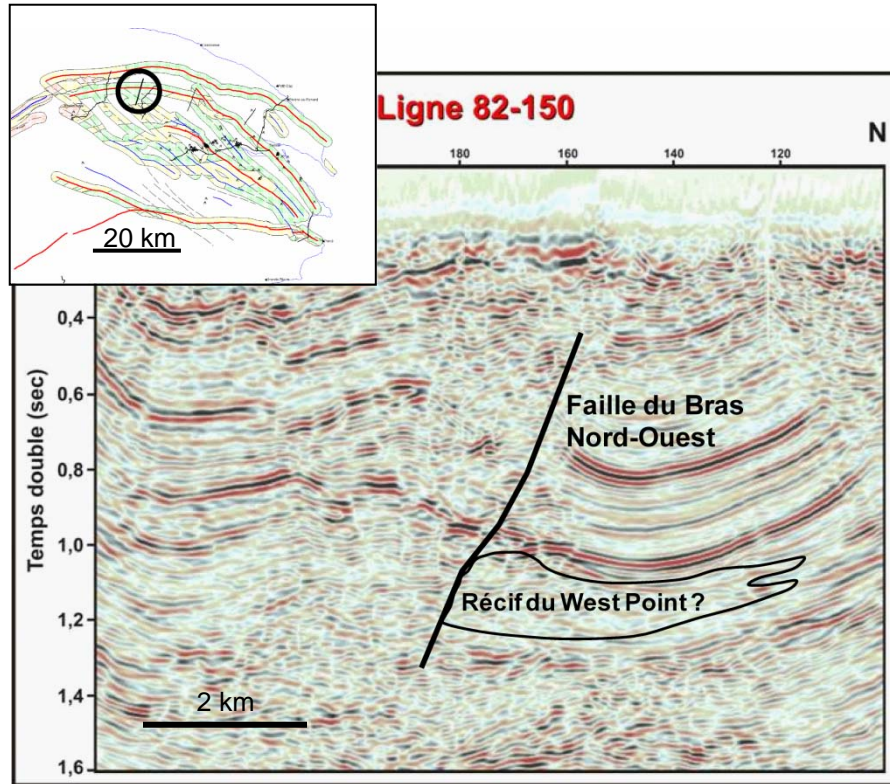 20 km
Ligne 82-150
N
180 160 140 120
0,4
0,6
0,8
1,0
1,2
1,4
1,6
Temps double (sec)
Faille du Bras
Nord-Ouest
Récif du West Point ?
2 km